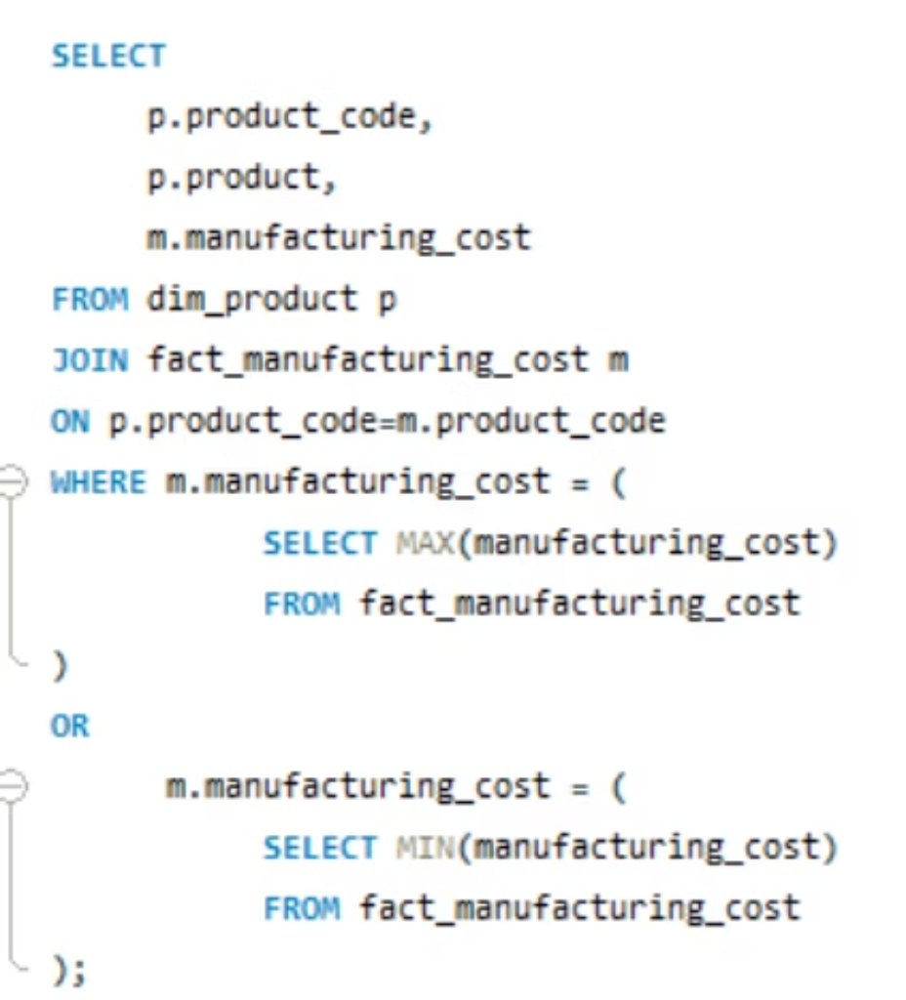 SELECT
p.product_code,
p.product,
m.manufacturing_cost
FROM dim_product p
JOIN fact_manufacturing_cost m
ON p.product_code=m.product_code
WHERE m.manufacturing_cost = (
SELECT MAX(manufacturing_cost)
FROM fact_manufacturing_cost
)
OR
m.manufacturing_cost = (
SELECT MIN(manufacturing_cost)
FROM fact_manufacturing_cost
);